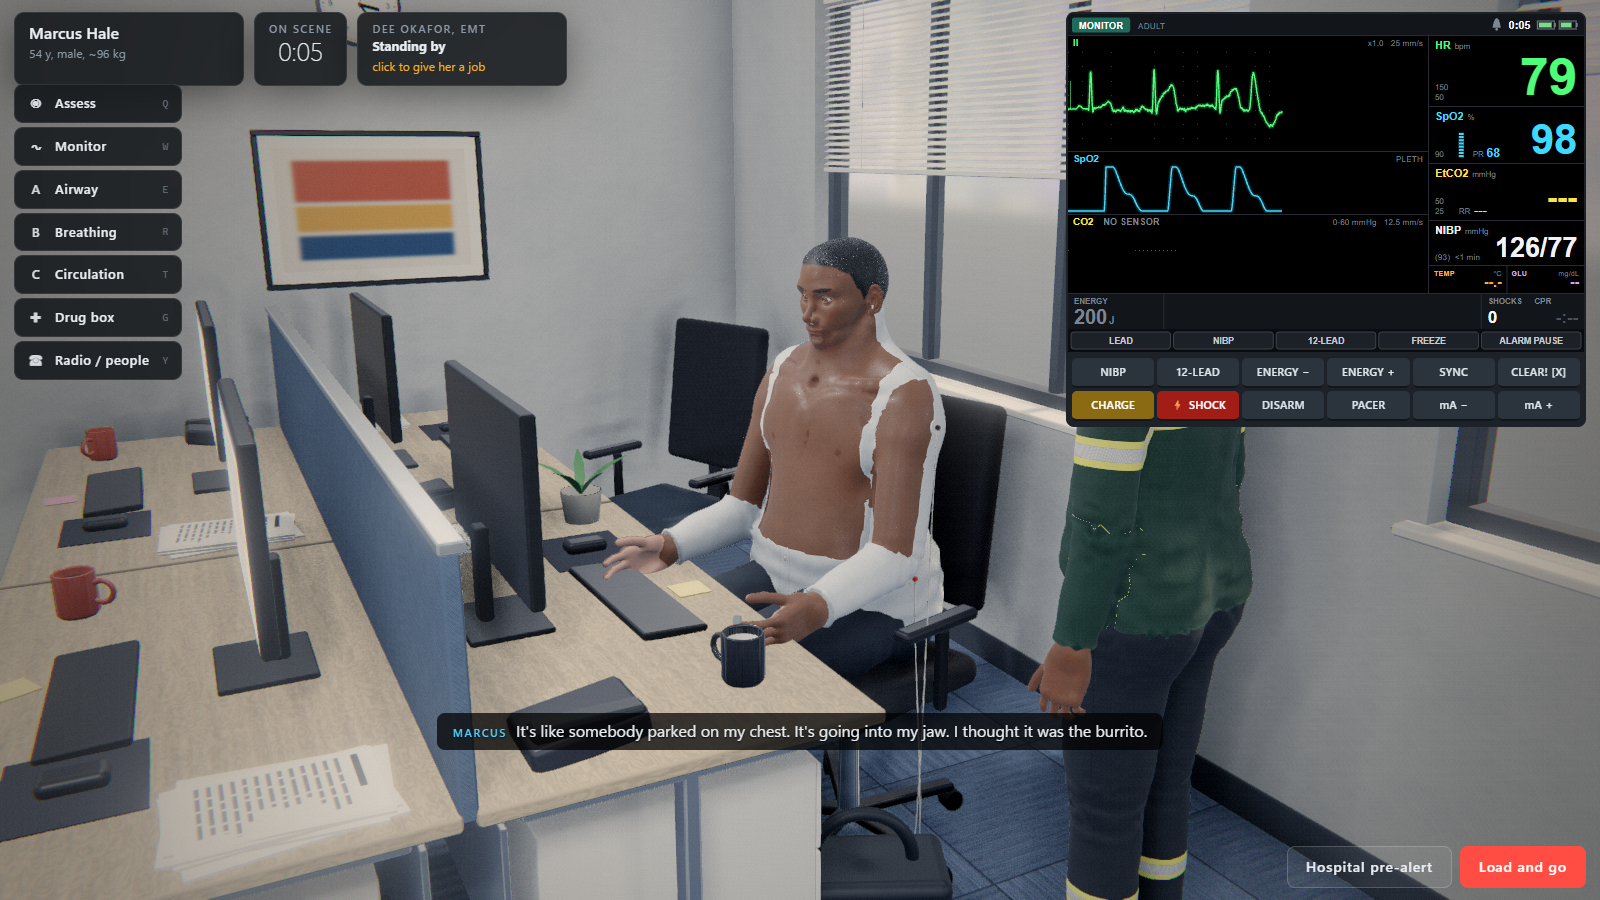 Marcus Hale
54 y, male, ~96 kg
ON SCENE
0:05
DEE OKAFOR, EMT
Standing by
click to give her a job
Assess Q
Monitor W
A Airway E
B Breathing R
C Circulation T
Drug box G
Radio / people Y
MONITOR ADULT 0:05
II x1.0 25 mm/s
HR bpm
79
150
50
SpO2 PLETH
SpO2 %
98
90 PR 68
CO2 NO SENSOR 0-60 mmHg 12.5 mm/s
EtCO2 mmHg
---
50
25 RR ---
NIBP mmHg
126/77
(93) <1 min
TEMP °C
--.-
GLU mg/dL
--
ENERGY
200 J
SHOCKS CPR
0 -:--
LEAD NIBP 12-LEAD FREEZE ALARM PAUSE
NIBP 12-LEAD ENERGY − ENERGY + SYNC CLEAR! [X]
CHARGE SHOCK DISARM PACER mA − mA +
MARCUS It's like somebody parked on my chest. It's going into my jaw. I thought it was the burrito.
Hospital pre-alert
Load and go